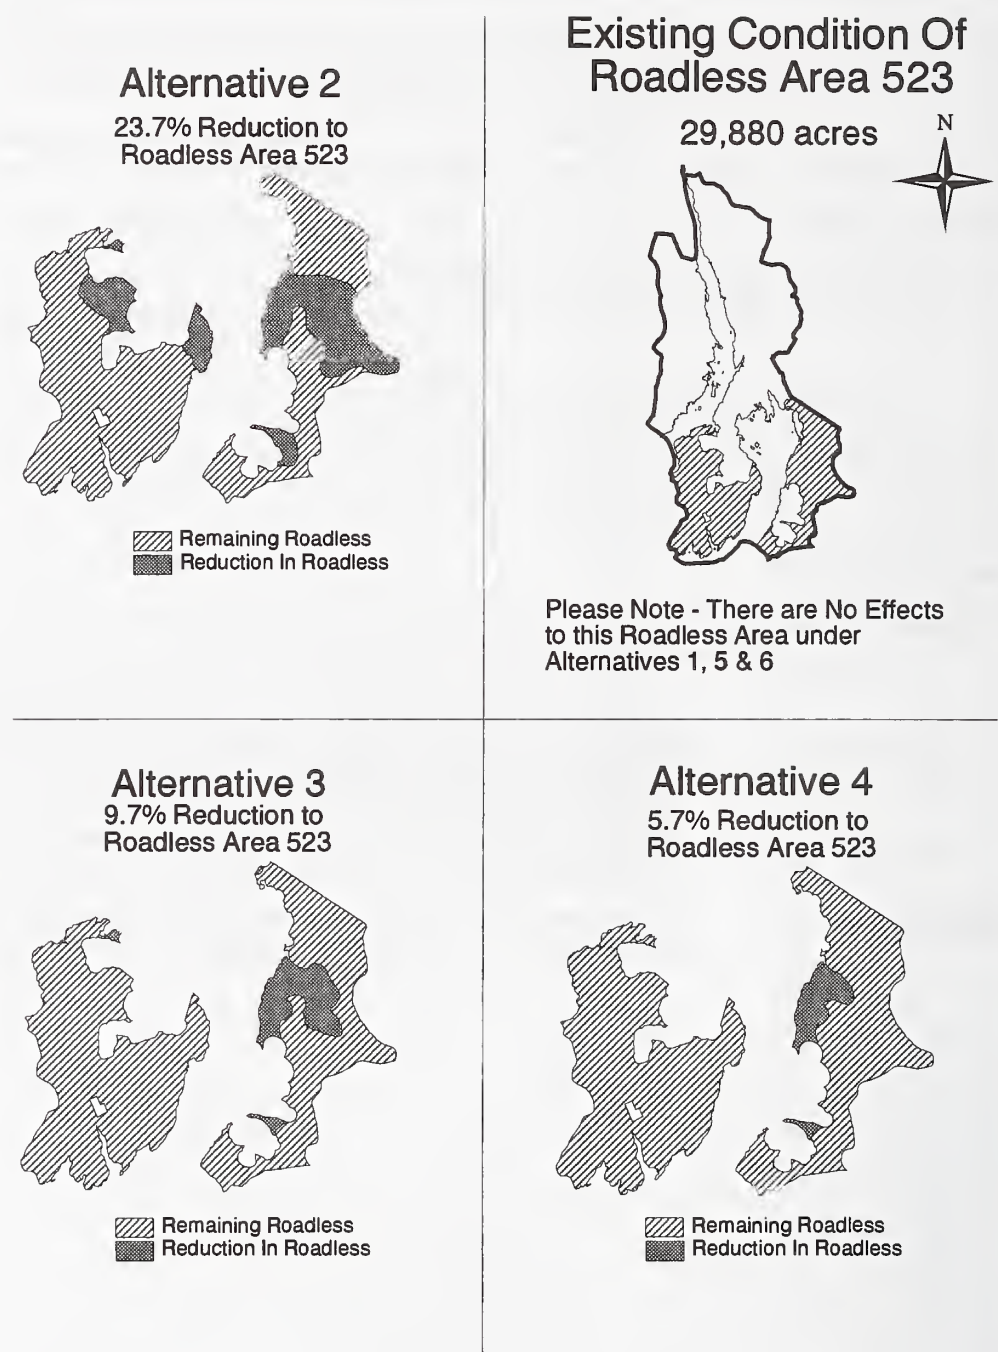 Alternative 2
23.7% Reduction to
Roadless Area 523
Remaining Roadless
Reduction In Roadless
Existing Condition Of
Roadless Area 523
29,880 acres
N
Please Note - There are No Effects
to this Roadless Area under
Alternatives 1, 5 & 6
Alternative 3
9.7% Reduction to
Roadless Area 523
Remaining Roadless
Reduction In Roadless
Alternative 4
5.7% Reduction to
Roadless Area 523
Remaining Roadless
Reduction In Roadless